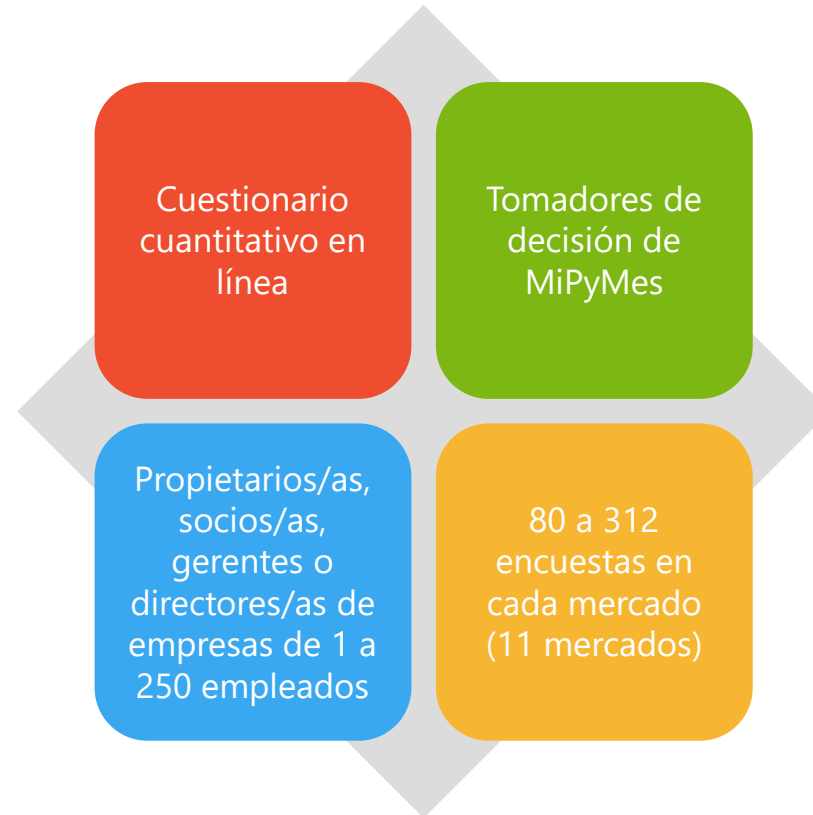 Cuestionario
cuantitativo en
línea
Tomadores de
decisión de
MiPyMes
Propietarios/as,
socios/as,
gerentes o
directores/as de
empresas de 1 a
250 empleados
80 a 312
encuestas en
cada mercado
(11 mercados)